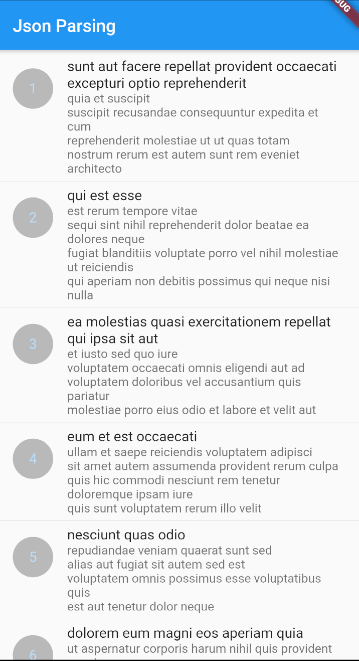 BUG
Json Parsing
1
sunt aut facere repellat provident occaecati
excepturi optio reprehenderit
quia et suscipit
suscipit recusandae consequuntur expedita et
cum
reprehenderit molestiae ut ut quas totam
nostrum rerum est autem sunt rem eveniet
architecto
2
qui est esse
est rerum tempore vitae
sequi sint nihil reprehenderit dolor beatae ea
dolores neque
fugiat blanditiis voluptate porro vel nihil molestiae
ut reiciendis
qui aperiam non debitis possimus qui neque nisi
nulla
3
ea molestias quasi exercitationem repellat
qui ipsa sit aut
et iusto sed quo iure
voluptatem occaecati omnis eligendi aut ad
voluptatem doloribus vel accusantium quis
pariatur
molestiae porro eius odio et labore et velit aut
4
eum et est occaecati
ullam et saepe reiciendis voluptatem adipisci
sit amet autem assumenda provident rerum culpa
quis hic commodi nesciunt rem tenetur
doloremque ipsam iure
quis sunt voluptatem rerum illo velit
5
nesciunt quas odio
repudiandae veniam quaerat sunt sed
alias aut fugiat sit autem sed est
voluptatem omnis possimus esse voluptatibus
quis
est aut tenetur dolor neque
6
dolorem eum magni eos aperiam quia
ut aspernatur corporis harum nihil quis provident